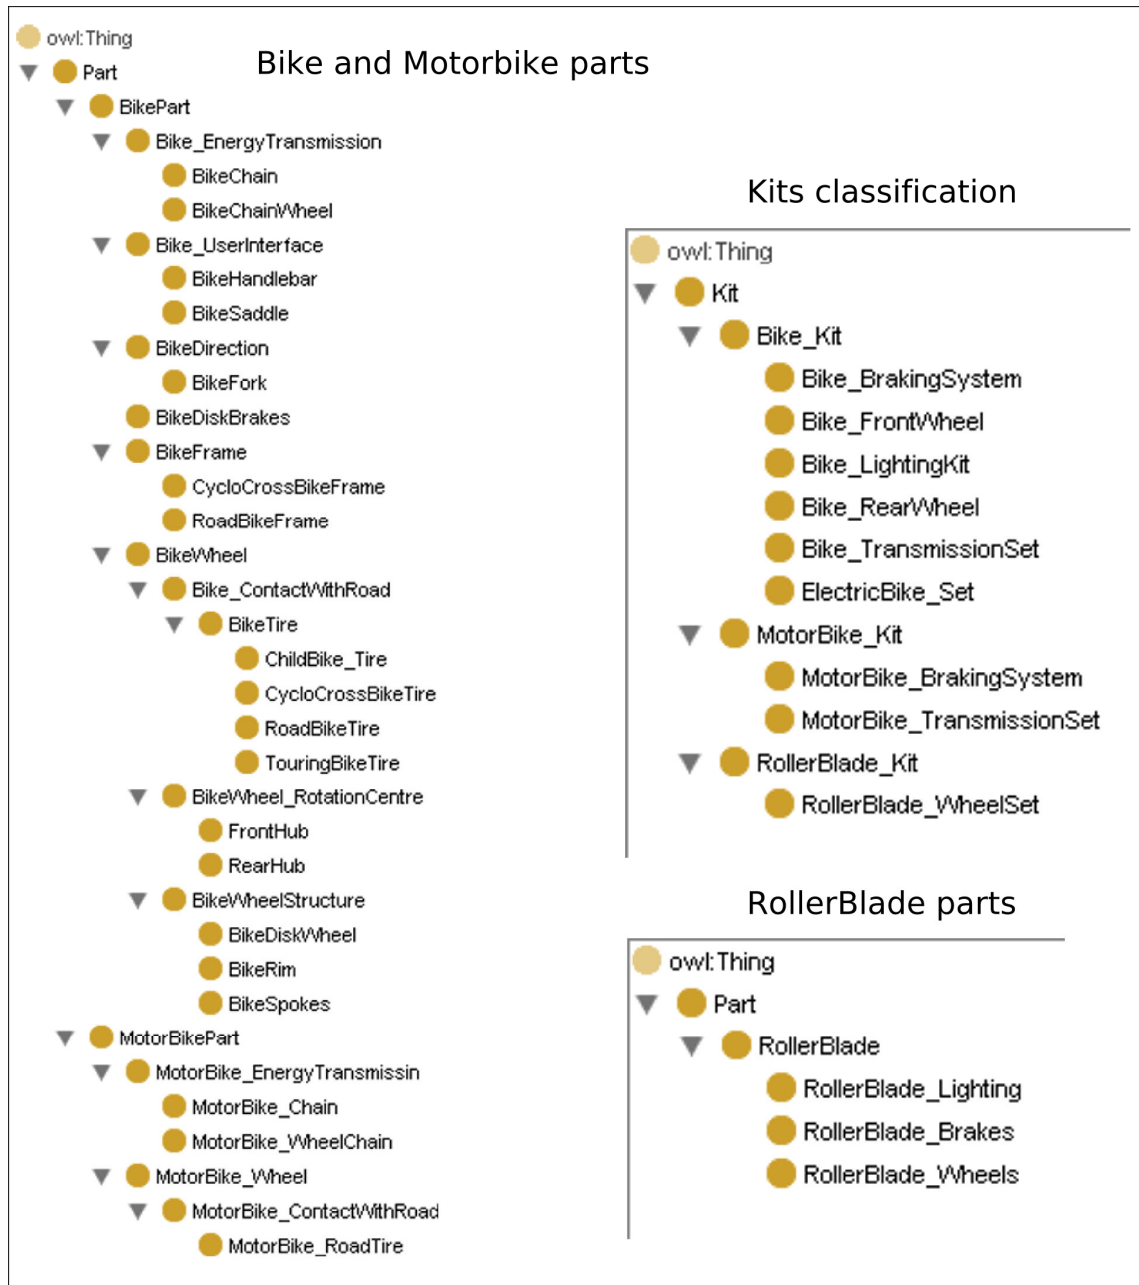 owl:Thing
Bike and Motorbike parts
Part
BikePart
Bike_EnergyTransmission
BikeChain
BikeChainWheel
Bike_UserInterface
BikeHandlebar
BikeSaddle
BikeDirection
BikeFork
BikeDiskBrakes
BikeFrame
CycloCrossBikeFrame
RoadBikeFrame
BikeWheel
Bike_ContactWithRoad
BikeTire
ChildBike_Tire
CycloCrossBikeTire
RoadBikeTire
TouringBikeTire
BikeWheel_RotationCentre
FrontHub
RearHub
BikeWheelStructure
BikeDiskWheel
BikeRim
BikeSpokes
MotorBikePart
MotorBike_EnergyTransmissin
MotorBike_Chain
MotorBike_WheelChain
MotorBike_Wheel
MotorBike_ContactWithRoad
MotorBike_RoadTire
Kits classification
owl:Thing
Kit
Bike_Kit
Bike_BrakingSystem
Bike_FrontWheel
Bike_LightingKit
Bike_RearWheel
Bike_TransmissionSet
ElectricBike_Set
MotorBike_Kit
MotorBike_BrakingSystem
MotorBike_TransmissionSet
RollerBlade_Kit
RollerBlade_WheelSet
RollerBlade parts
owl:Thing
Part
RollerBlade
RollerBlade_Lighting
RollerBlade_Brakes
RollerBlade_Wheels